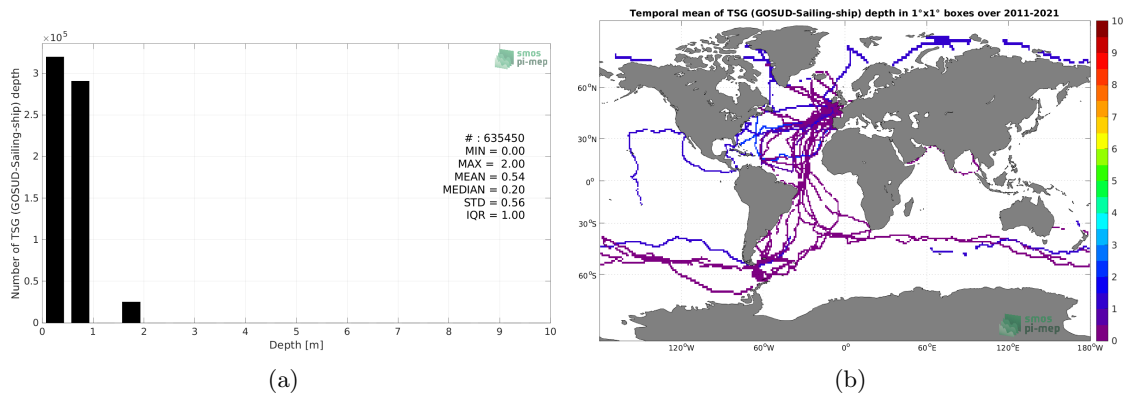 x 10⁵
3
2.5
2
1.5
1
0.5
0
Number of TSG (GOSUD-Sailing-ship) depth
0 1 2 3 4 5 6 7 8 9 10
Depth [m]
smos
pi-mep
# : 635450
MIN = 0.00
MAX = 2.00
MEAN = 0.54
MEDIAN = 0.20
STD = 0.56
IQR = 1.00
(a)
Temporal mean of TSG (GOSUD-Sailing-ship) depth in 1°x1° boxes over 2011-2021
60°N
30°N
0°
30°S
60°S
120°W 60°W 0° 60°E 120°E 180°W
smos
pi-mep
10
9
8
7
6
5
4
3
2
1
0
(b)